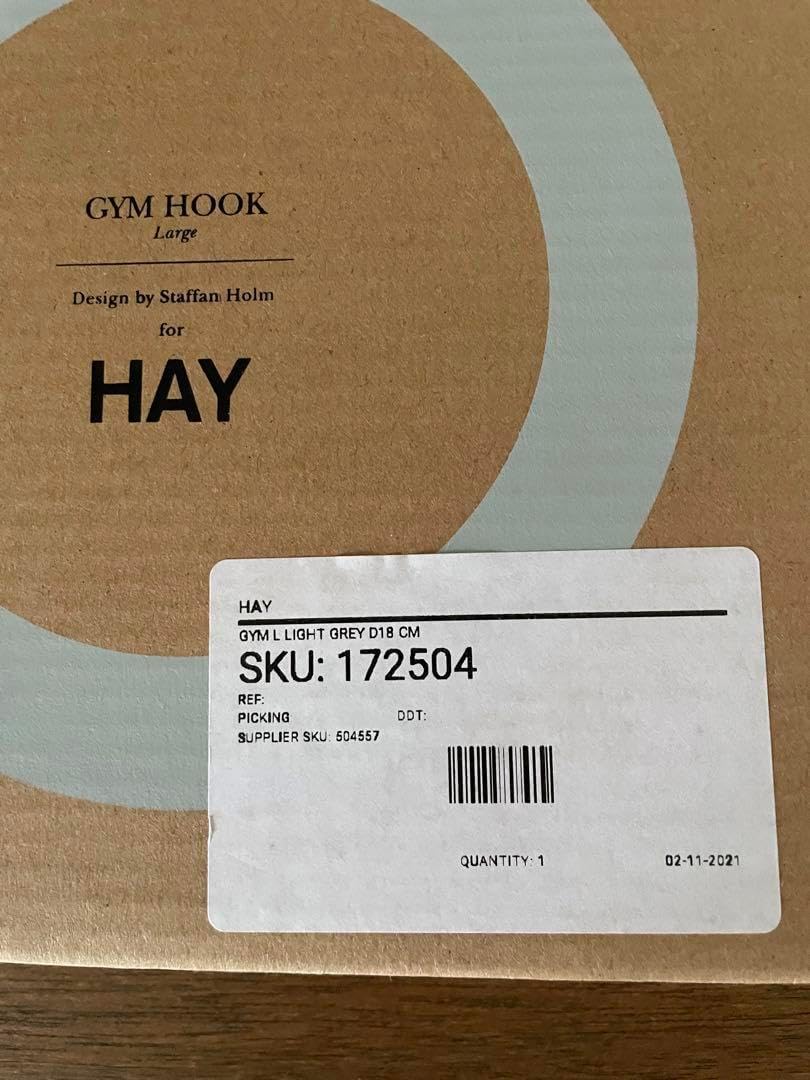 GYM HOOK
Large
Design by Staffan Holm
for
HAY
HAY
GYM L LIGHT GREY D18 CM
SKU: 172504
REF:
PICKING DDT:
SUPPLIER SKU: 504557
QUANTITY: 1 02-11-2021